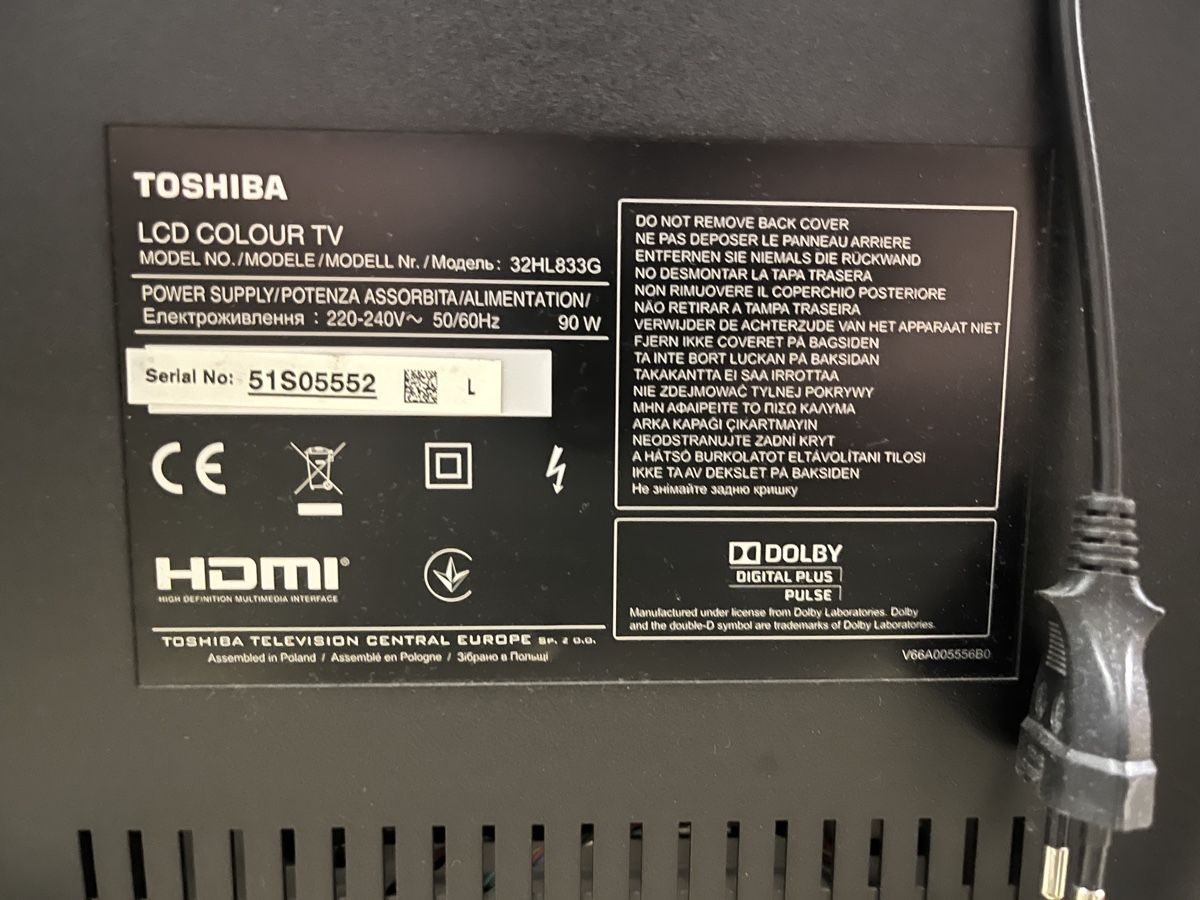 TOSHIBA
LCD COLOUR TV
MODEL NO./MODELE/MODELL Nr./Модель: 32HL833G
POWER SUPPLY/POTENZA ASSORBITA/ALIMENTATION/
Електроживлення : 220-240V~ 50/60Hz 90 W
Serial No: 51S05552 L
CE
HDMI®
HIGH DEFINITION MULTIMEDIA INTERFACE
TOSHIBA TELEVISION CENTRAL EUROPE SP. Z O.O.
Assembled in Poland / Assemblé en Pologne / Зібрано в Польщі
DO NOT REMOVE BACK COVER
NE PAS DEPOSER LE PANNEAU ARRIERE
ENTFERNEN SIE NIEMALS DIE RÜCKWAND
NO DESMONTAR LA TAPA TRASERA
NON RIMUOVERE IL COPERCHIO POSTERIORE
NÃO RETIRAR A TAMPA TRASEIRA
VERWIJDER DE ACHTERZUDE VAN HET APPARAAT NIET
FJERN IKKE COVERET PÅ BAGSIDEN
TA INTE BORT LUCKAN PÅ BAKSIDAN
TAKAKANTTA EI SAA IRROTTAA
NIE ZDEJMOWAĆ TYLNEJ POKRYWY
ΜΗΝ ΑΦΑΙΡΕΙΤΕ ΤΟ ΠΙΣΩ ΚΑΛΥΜΑ
ARKA KAPAĞI ÇIKARTMAYIN
NEODSTRANUJTE ZADNÍ KRYT
A HÁTSÓ BURKOLATOT ELTÁVOLÍTANI TILOSI
IKKE TA AV DEKSLET PÅ BAKSIDEN
Не знімайте задню кришку
DOLBY
DIGITAL PLUS
PULSE
Manufactured under license from Dolby Laboratories. Dolby
and the double-D symbol are trademarks of Dolby Laboratories.
V66A005556B0